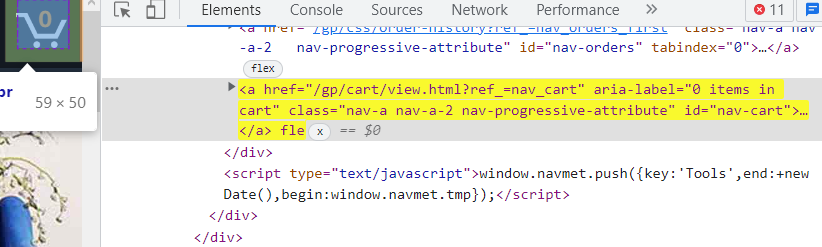 Elements Console Sources Network Performance » 11
0
<a href="/gp/css/order-history?ref_=nav_orders_first" class="nav-a nav
-a-2   nav-progressive-attribute" id="nav-orders" tabindex="0">…</a>
flex
br
59 × 50
… <a href="/gp/cart/view.html?ref_=nav_cart" aria-label="0 items in
cart" class="nav-a nav-a-2 nav-progressive-attribute" id="nav-cart">…
</a> fle x == $0
</div>
<script type="text/javascript">window.navmet.push({key:'Tools',end:+new
Date(),begin:window.navmet.tmp});</script>
</div>
</div>